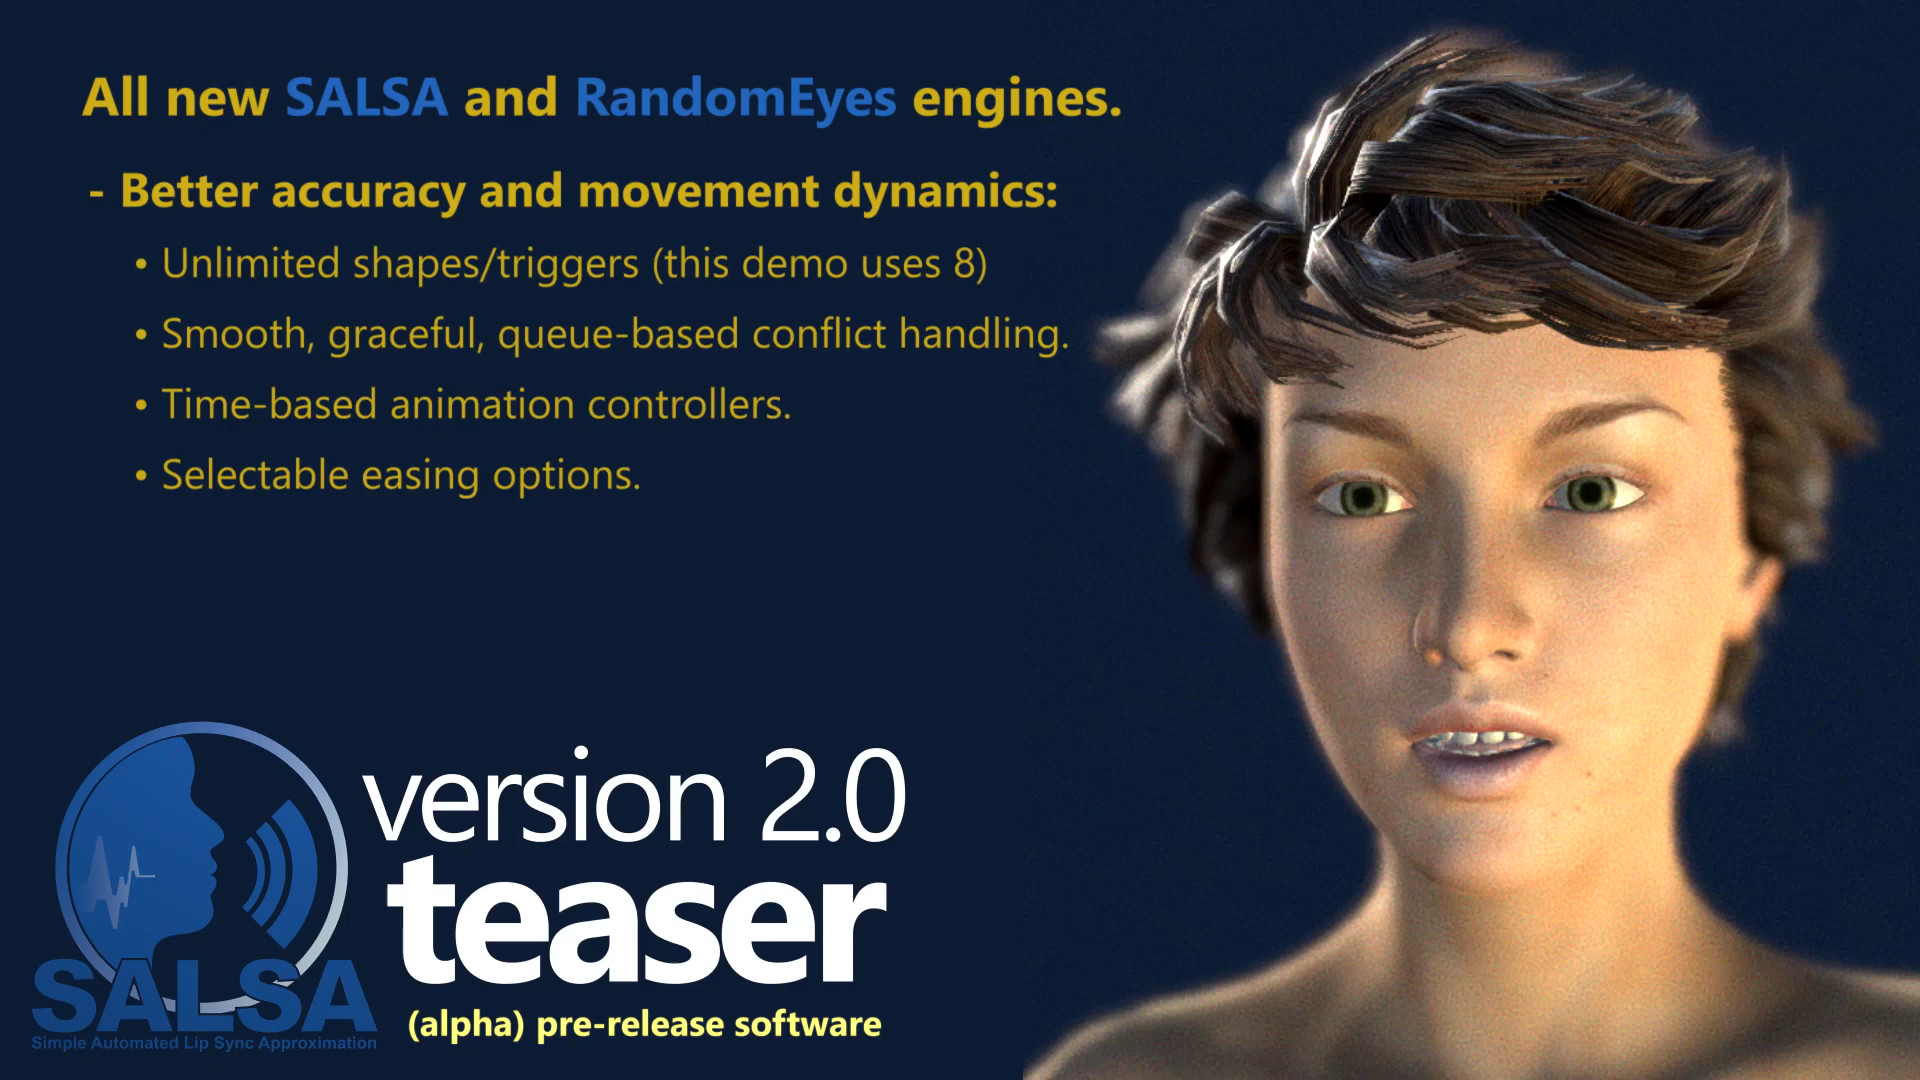 All new SALSA and RandomEyes engines.
- Better accuracy and movement dynamics:
• Unlimited shapes/triggers (this demo uses 8)
• Smooth, graceful, queue-based conflict handling.
• Time-based animation controllers.
• Selectable easing options.
version 2.0
teaser
(alpha) pre-release software
SALSA
Simple Automated Lip Sync Approximation